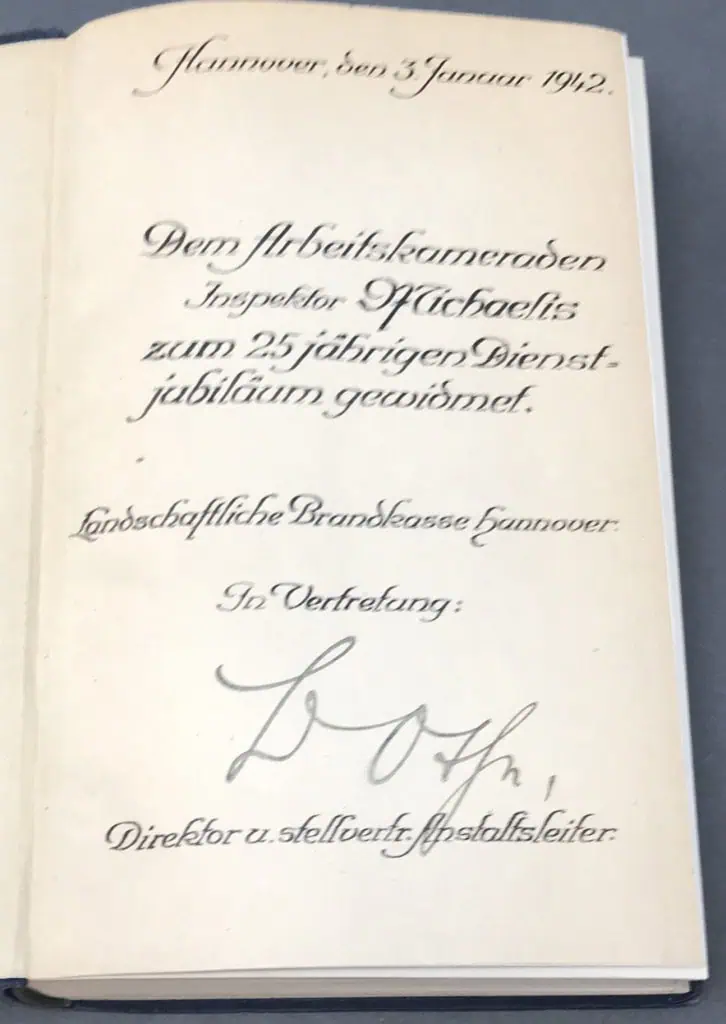 Hannover, den 3. Januar 1942.
Dem Arbeitskameraden
Inspektor Michaelis
zum 25 jährigen Dienst-
jubiläum gewidmet.
Landschaftliche Brandkasse Hannover.
In Vertretung:
Direktor u. stellvertr. Anstaltsleiter.